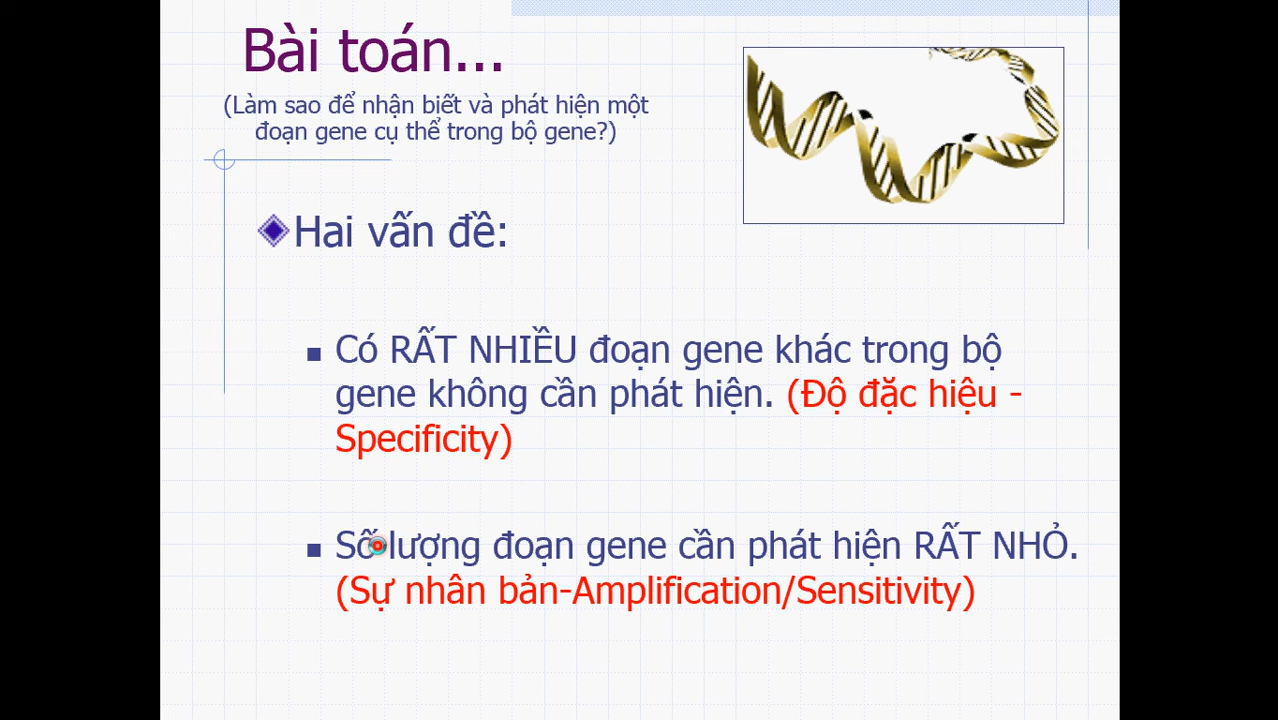 Bài toán...
(Làm sao để nhận biết và phát hiện một
đoạn gene cụ thể trong bộ gene?)
Hai vấn đề:
Có RẤT NHIỀU đoạn gene khác trong bộ
gene không cần phát hiện. (Độ đặc hiệu -
Specificity)
Số lượng đoạn gene cần phát hiện RẤT NHỎ.
(Sự nhân bản-Amplification/Sensitivity)